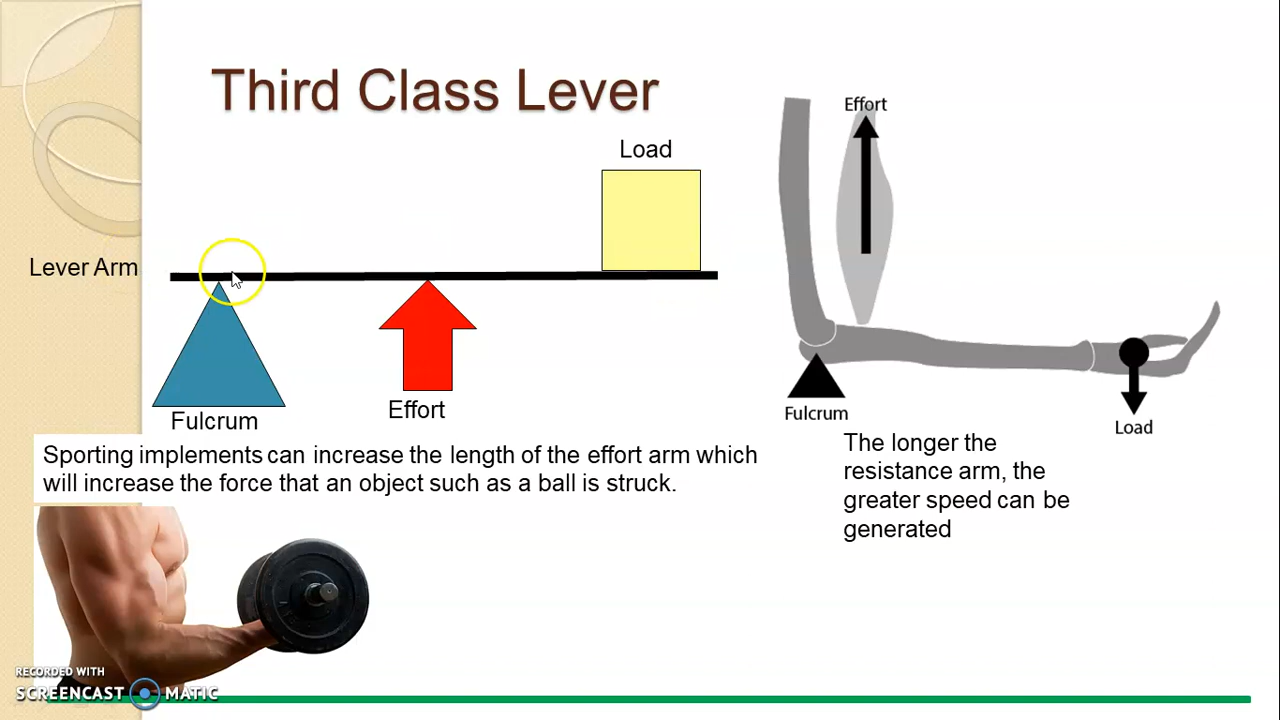 Third Class Lever
Load
Lever Arm
Fulcrum
Effort
Effort
Fulcrum
Load
Sporting implements can increase the length of the effort arm which
will increase the force that an object such as a ball is struck.
The longer the
resistance arm, the
greater speed can be
generated
RECORDED WITH
SCREENCAST MATIC